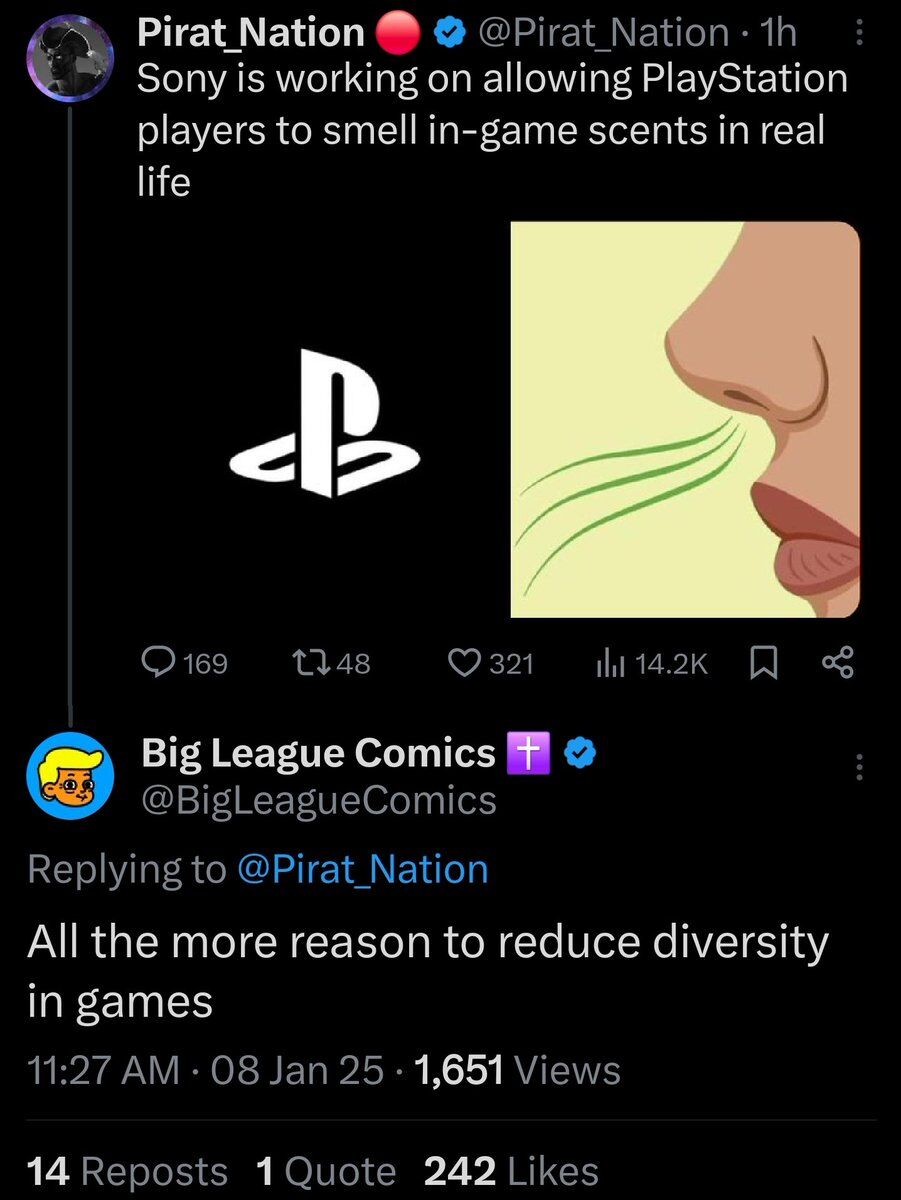 Pirat_Nation 🔴 @Pirat_Nation · 1h
Sony is working on allowing PlayStation
players to smell in-game scents in real
life
169 48 321 14.2K
Big League Comics ✝️
@BigLeagueComics
Replying to @Pirat_Nation
All the more reason to reduce diversity
in games
11:27 AM · 08 Jan 25 · 1,651 Views
14 Reposts 1 Quote 242 Likes